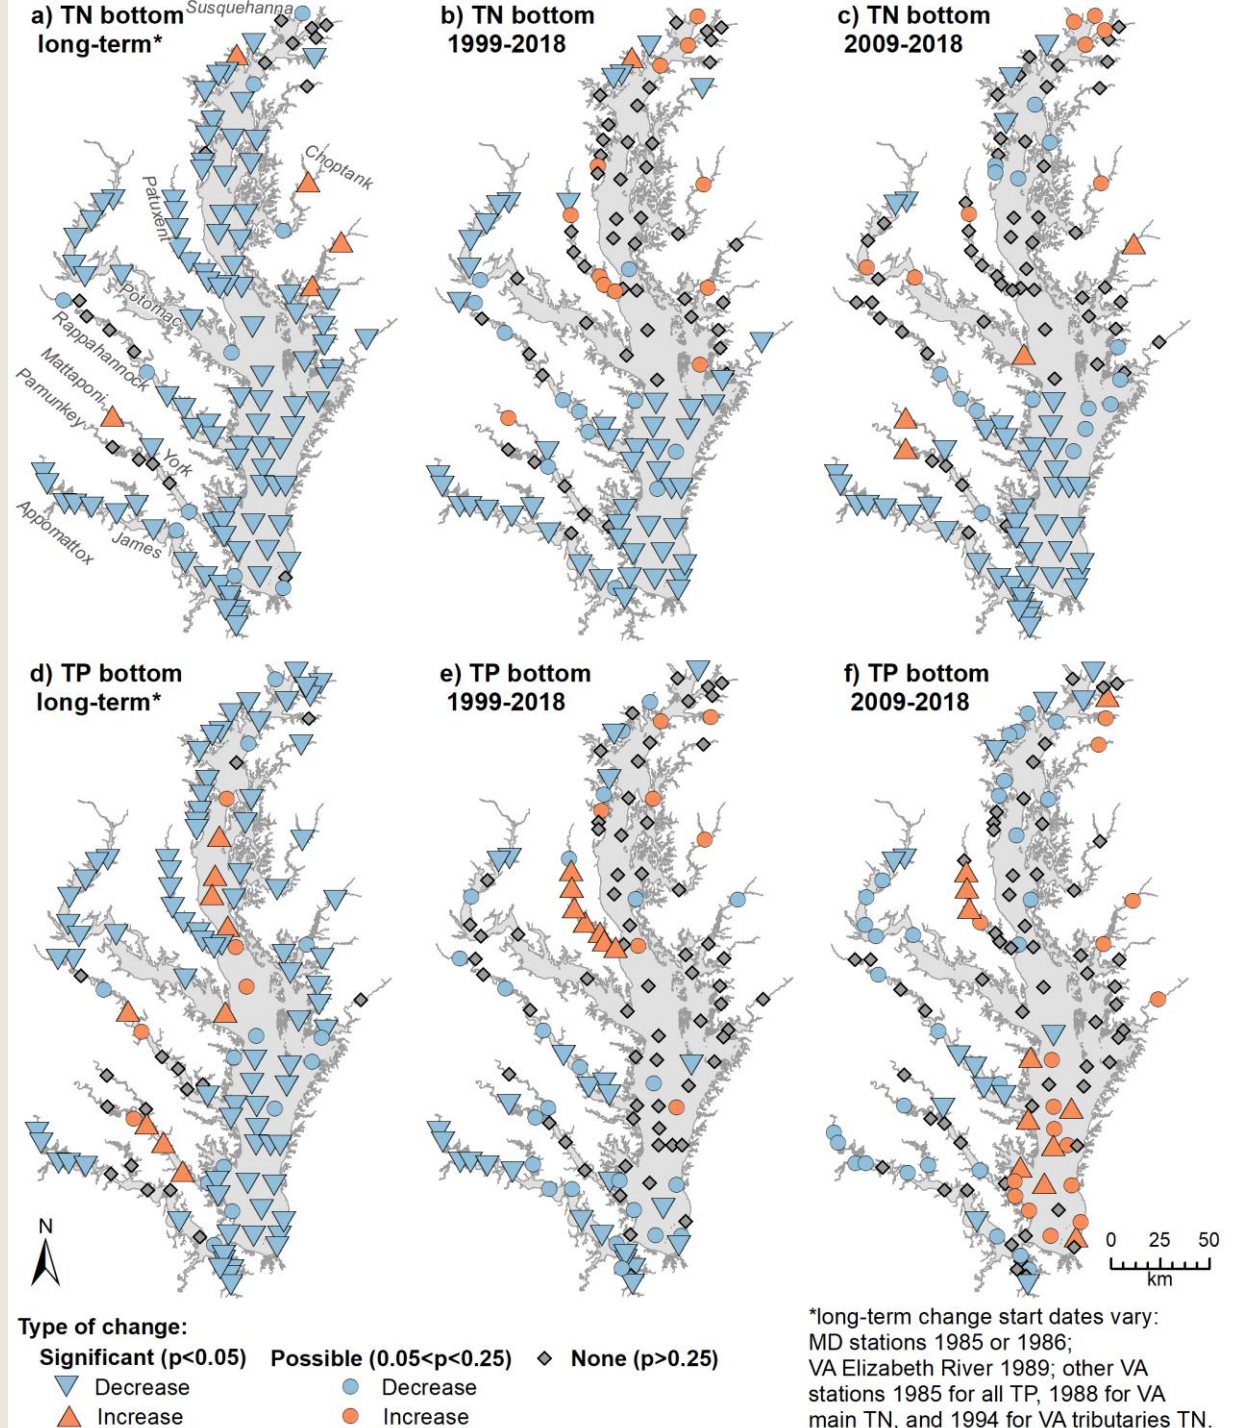 a) TN bottom
long-term*
Susquehanna
b) TN bottom
1999-2018
c) TN bottom
2009-2018
Choptank
Patuxent
Potomac
Rappahannock
Mattaponi
Pamunkey
York
James
Appomattox
d) TP bottom
long-term*
e) TP bottom
1999-2018
f) TP bottom
2009-2018
N
0 25 50
km
Type of change:
Significant (p<0.05) Possible (0.05<p<0.25) None (p>0.25)
Decrease Decrease
Increase Increase
*long-term change start dates vary:
MD stations 1985 or 1986;
VA Elizabeth River 1989; other VA
stations 1985 for all TP, 1988 for VA
main TN, and 1994 for VA tributaries TN.